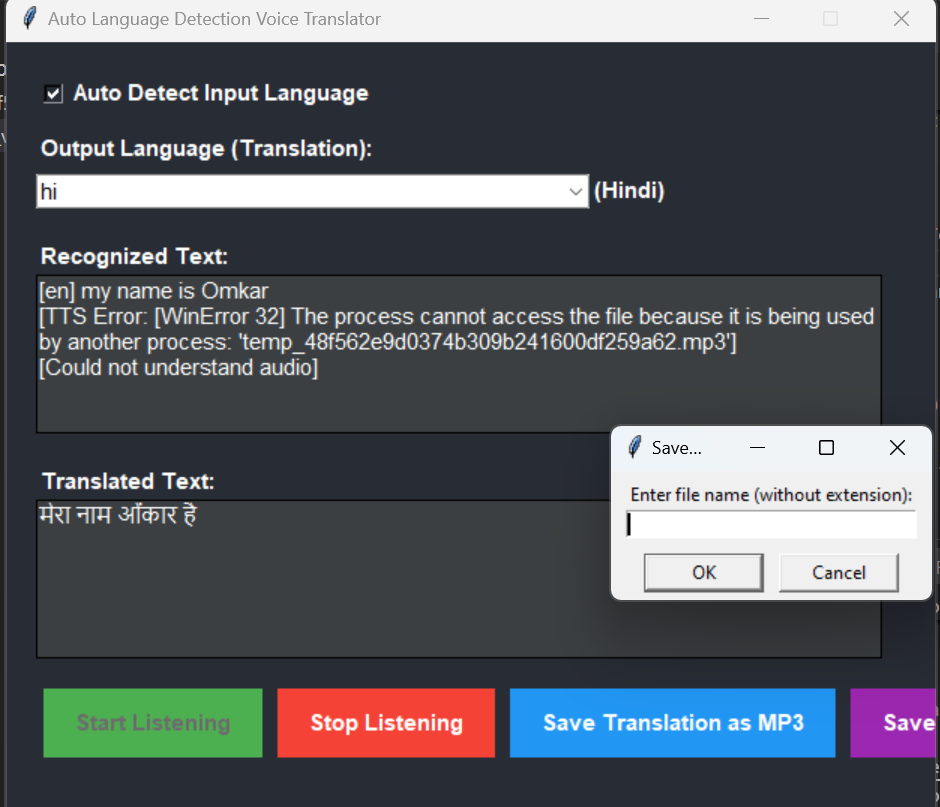 Auto Language Detection Voice Translator
Auto Detect Input Language
Output Language (Translation):
hi (Hindi)
Recognized Text:
[en] my name is Omkar
[TTS Error: [WinError 32] The process cannot access the file because it is being used
by another process: 'temp_48f562e9d0374b309b241600df259a62.mp3']
[Could not understand audio]
Save...
Enter file name (without extension):
OK Cancel
Translated Text:
मेरा नाम ओंकार है
Start Listening Stop Listening Save Translation as MP3 Save